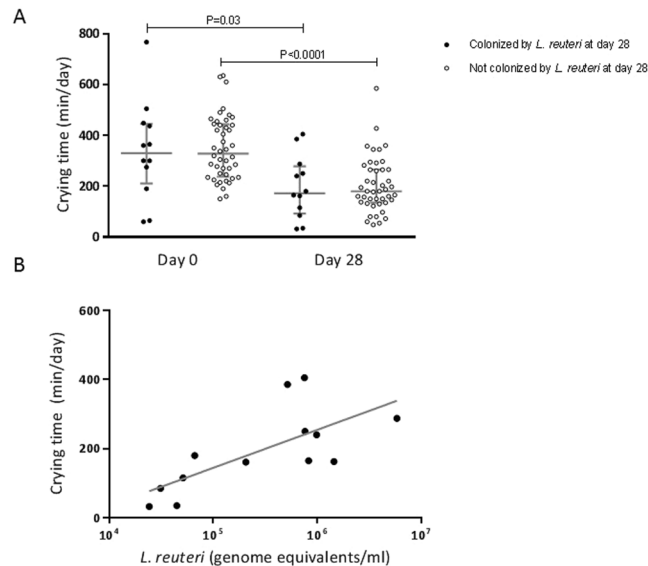 A
P=0.03
P<0.0001
Colonized by L. reuteri at day 28
Not colonized by L. reuteri at day 28
Crying time (min/day)
800
600
400
200
0
Day 0
Day 28
B
Crying time (min/day)
600
400
200
0
10⁴
10⁵
10⁶
10⁷
L. reuteri (genome equivalents/ml)